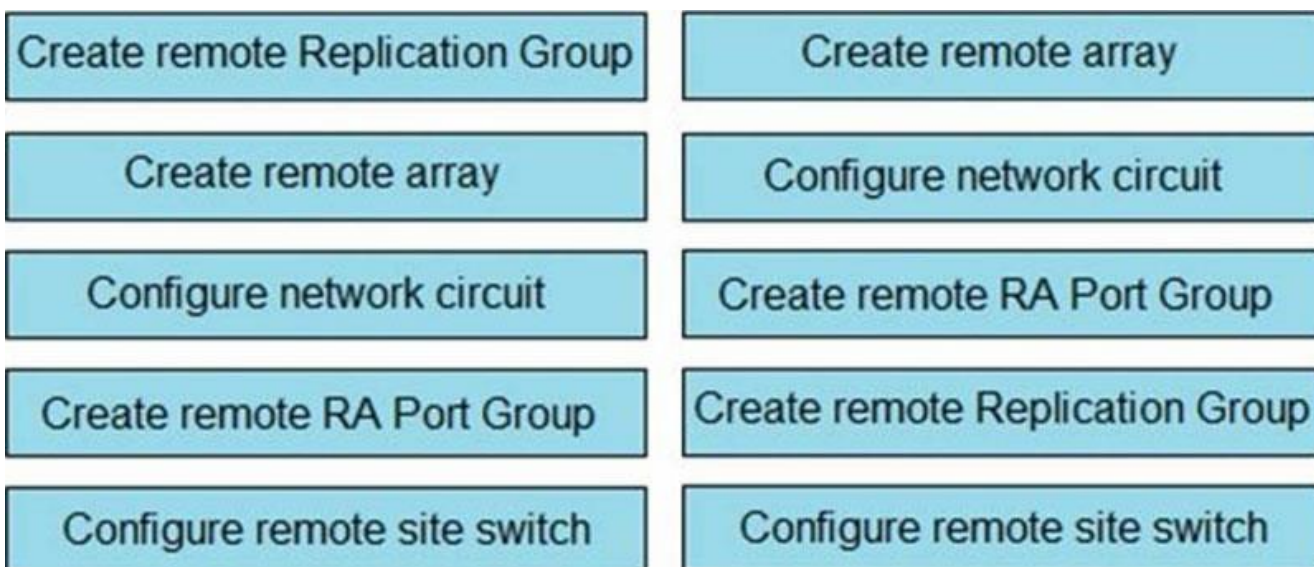 Create remote Replication Group
Create remote array
Create remote array
Configure network circuit
Configure network circuit
Create remote RA Port Group
Create remote RA Port Group
Create remote Replication Group
Configure remote site switch
Configure remote site switch